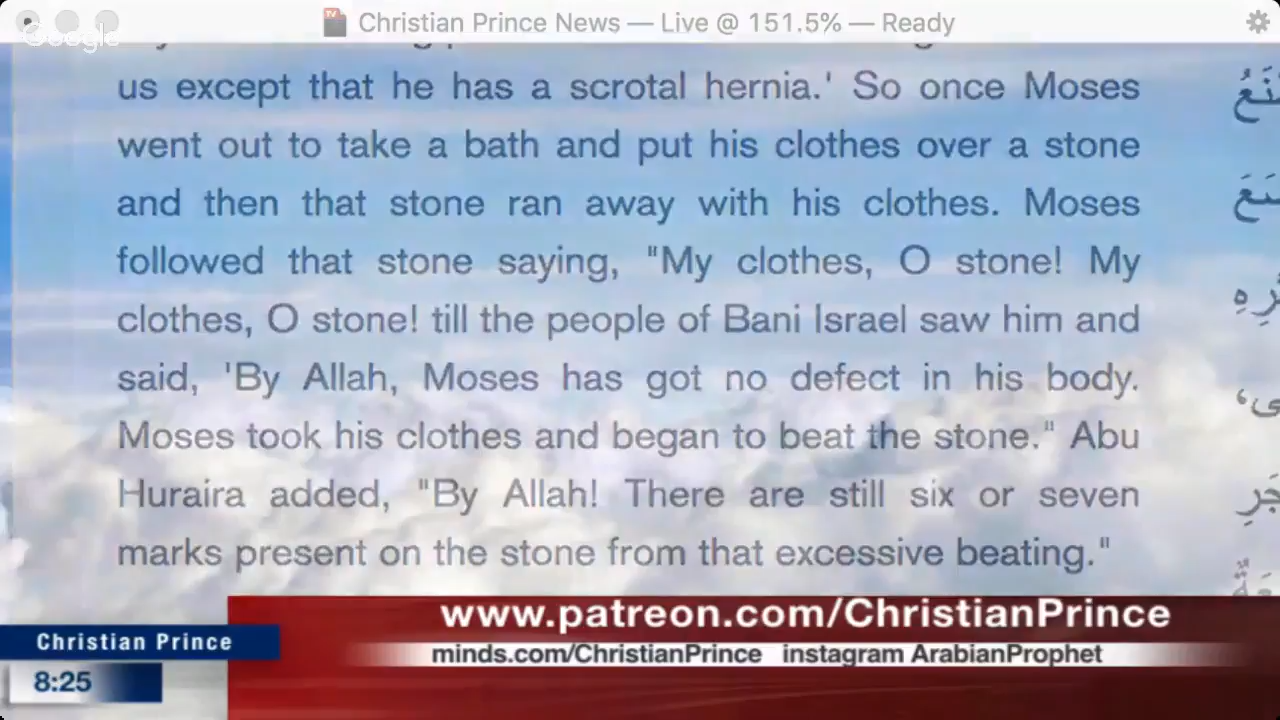 Christian Prince News — Live @ 151.5% — Ready
Google
us except that he has a scrotal hernia.' So once Moses
went out to take a bath and put his clothes over a stone
and then that stone ran away with his clothes. Moses
followed that stone saying, "My clothes, O stone! My
clothes, O stone! till the people of Bani Israel saw him and
said, 'By Allah, Moses has got no defect in his body.
Moses took his clothes and began to beat the stone." Abu
Huraira added, "By Allah! There are still six or seven
marks present on the stone from that excessive beating."
www.patreon.com/ChristianPrince
Christian Prince
minds.com/ChristianPrince instagram ArabianProphet
8:25